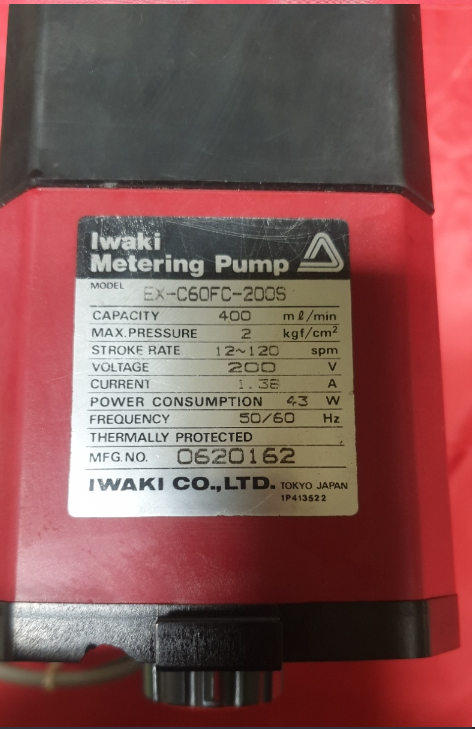 Iwaki
Metering Pump
MODEL EX-C60FC-200S
CAPACITY 400 mℓ/min
MAX.PRESSURE 2 kgf/cm²
STROKE RATE 12~120 spm
VOLTAGE 200 V
CURRENT 1.38 A
POWER CONSUMPTION 43 W
FREQUENCY 50/60 Hz
THERMALLY PROTECTED
MFG.NO. 0620162
IWAKI CO.,LTD. TOKYO JAPAN
1P413522